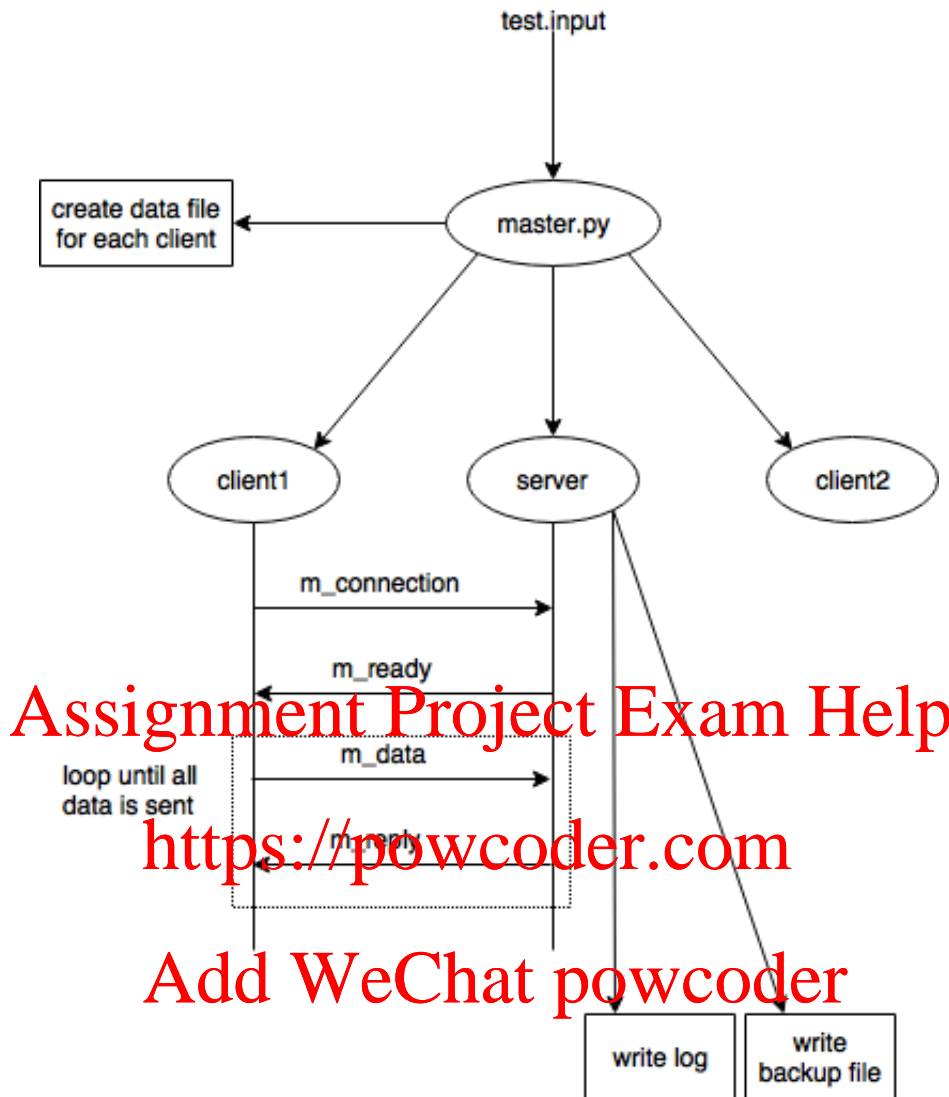 test.input
create data file
for each client
master.py
client1
server
client2
m_connection
m_ready
Assignment Project Exam Help
m_data
loop until all
data is sent
m_reply
https://powcoder.com
Add WeChat powcoder
write log
write
backup file